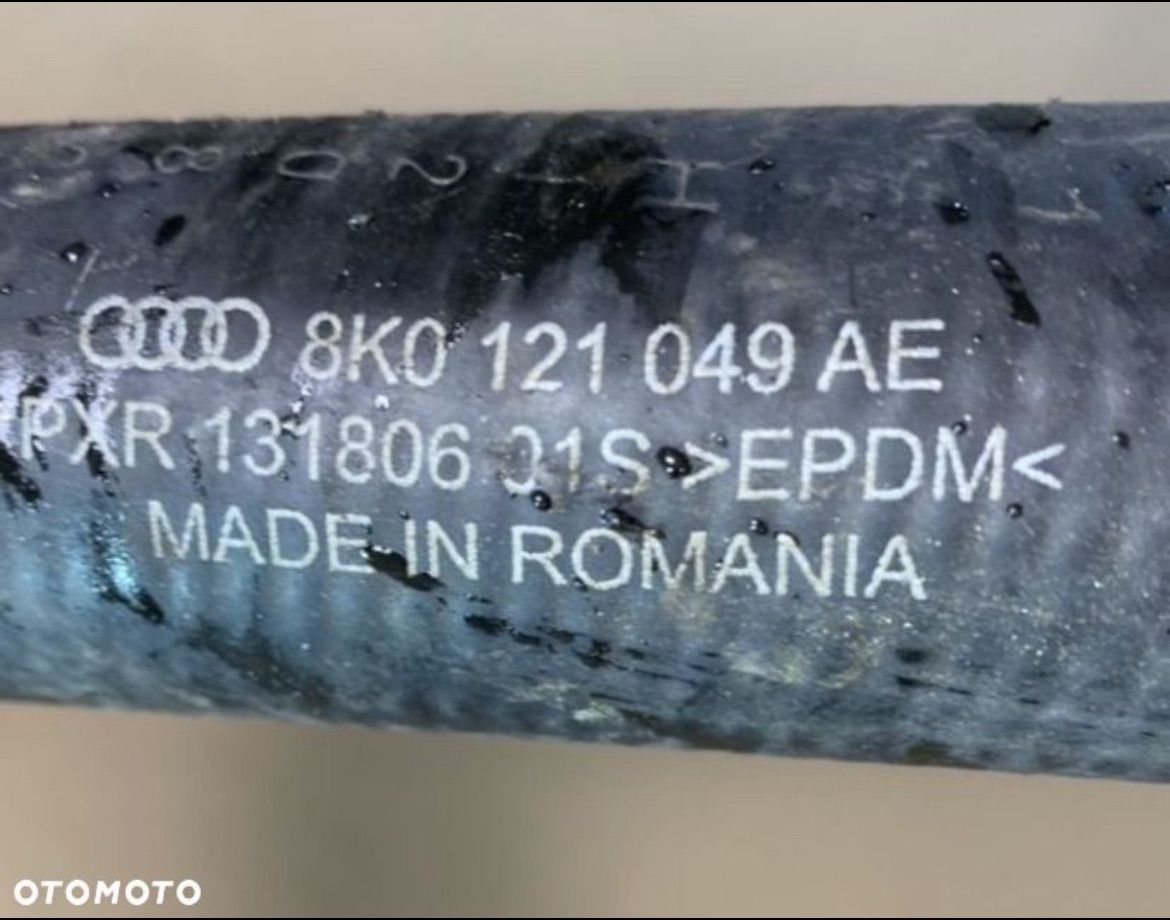 8K0 121 049 AE
PXR 131806 01S >EPDM<
MADE IN ROMANIA
OTOMOTO